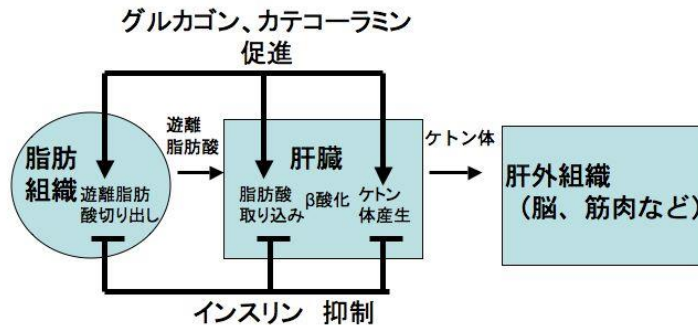 グルカゴン、カテコーラミン
促進
脂肪
組織
遊離脂肪
酸切り出し
遊離
脂肪酸
肝臓
脂肪酸
取り込み
β酸化
ケトン
体産生
ケトン体
肝外組織
（脳、筋肉など）
インスリン 抑制